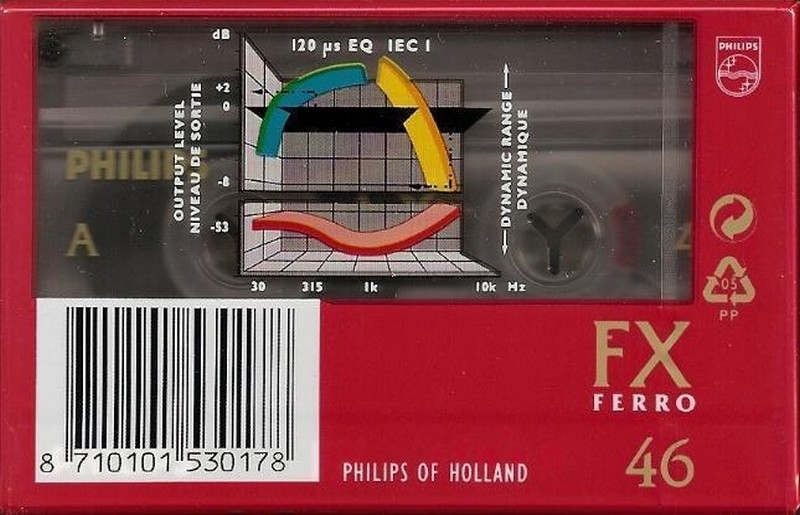 dB
120 µs EQ IEC I
PHILIPS
+2
0
-8
-53
OUTPUT LEVEL
NIVEAU DE SORTIE
DYNAMIC RANGE
DYNAMIQUE
PHILIPS
A
30 315 1k 10k Hz
05
PP
FX
FERRO
46
8 710101 530178
PHILIPS OF HOLLAND